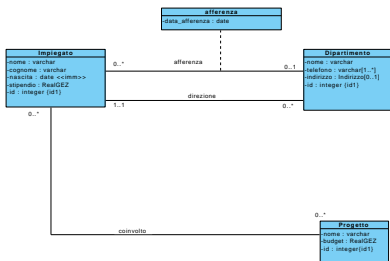 afferenza
-data_afferenza : date
Impiegato
-nome : varchar
-cognome : varchar
-nascita : date <<imm>>
-stipendio : RealGEZ
-id : integer (id1)
0..*
afferenza
0..1
Dipartimento
-nome : varchar
-telefono : varchar[1..*]
-indirizzo : Indirizzo[0..1]
-id : integer (id1)
direzione
1..1
0..*
0..*
coinvolto
0..*
Progetto
-nome : varchar
-budget : RealGEZ
-id : integer(id1)